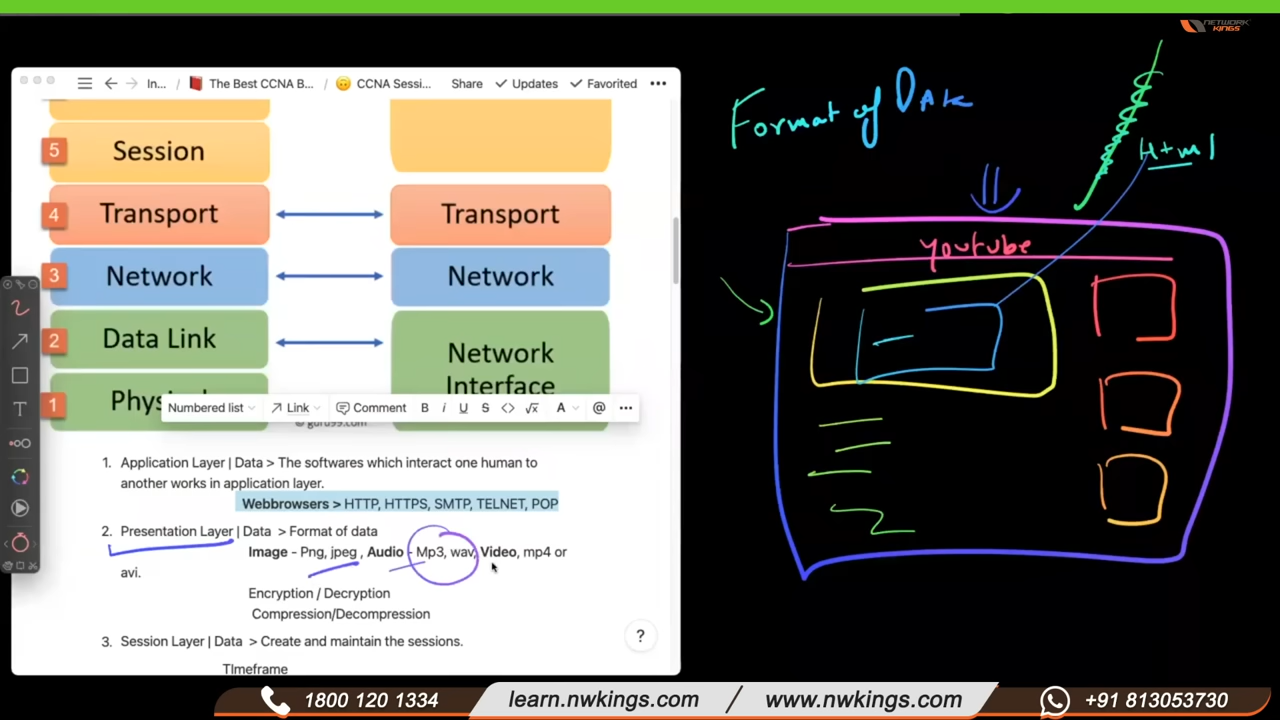 NETWORK
KINGS
In... / The Best CCNA B... / CCNA Sessi... Share Updates Favorited •••
5 Session
4 Transport Transport
3 Network Network
2 Data Link Network
Interface
1 Physi
Numbered list Link Comment B i U S <> √x A @ •••
© guru99.com
1. Application Layer | Data > The softwares which interact one human to
another works in application layer.
Webbrowsers > HTTP, HTTPS, SMTP, TELNET, POP
2. Presentation Layer | Data > Format of data
Image - Png, jpeg , Audio - Mp3, wav, Video, mp4 or
avi.
Encryption / Decryption
Compression/Decompression
3. Session Layer | Data > Create and maintain the sessions.
TImeframe
?
T
Format of
Html
youtube
1800 120 1334 learn.nwkings.com / www.nwkings.com +91 813053730